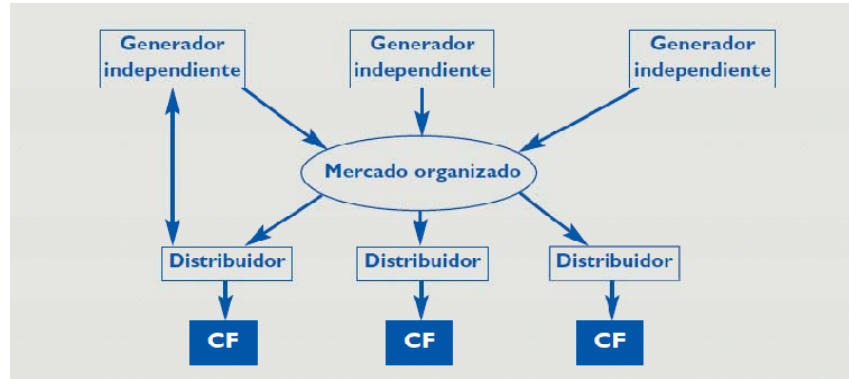 Generador
independiente
Generador
independiente
Generador
independiente
Mercado organizado
Distribuidor
Distribuidor
Distribuidor
CF
CF
CF